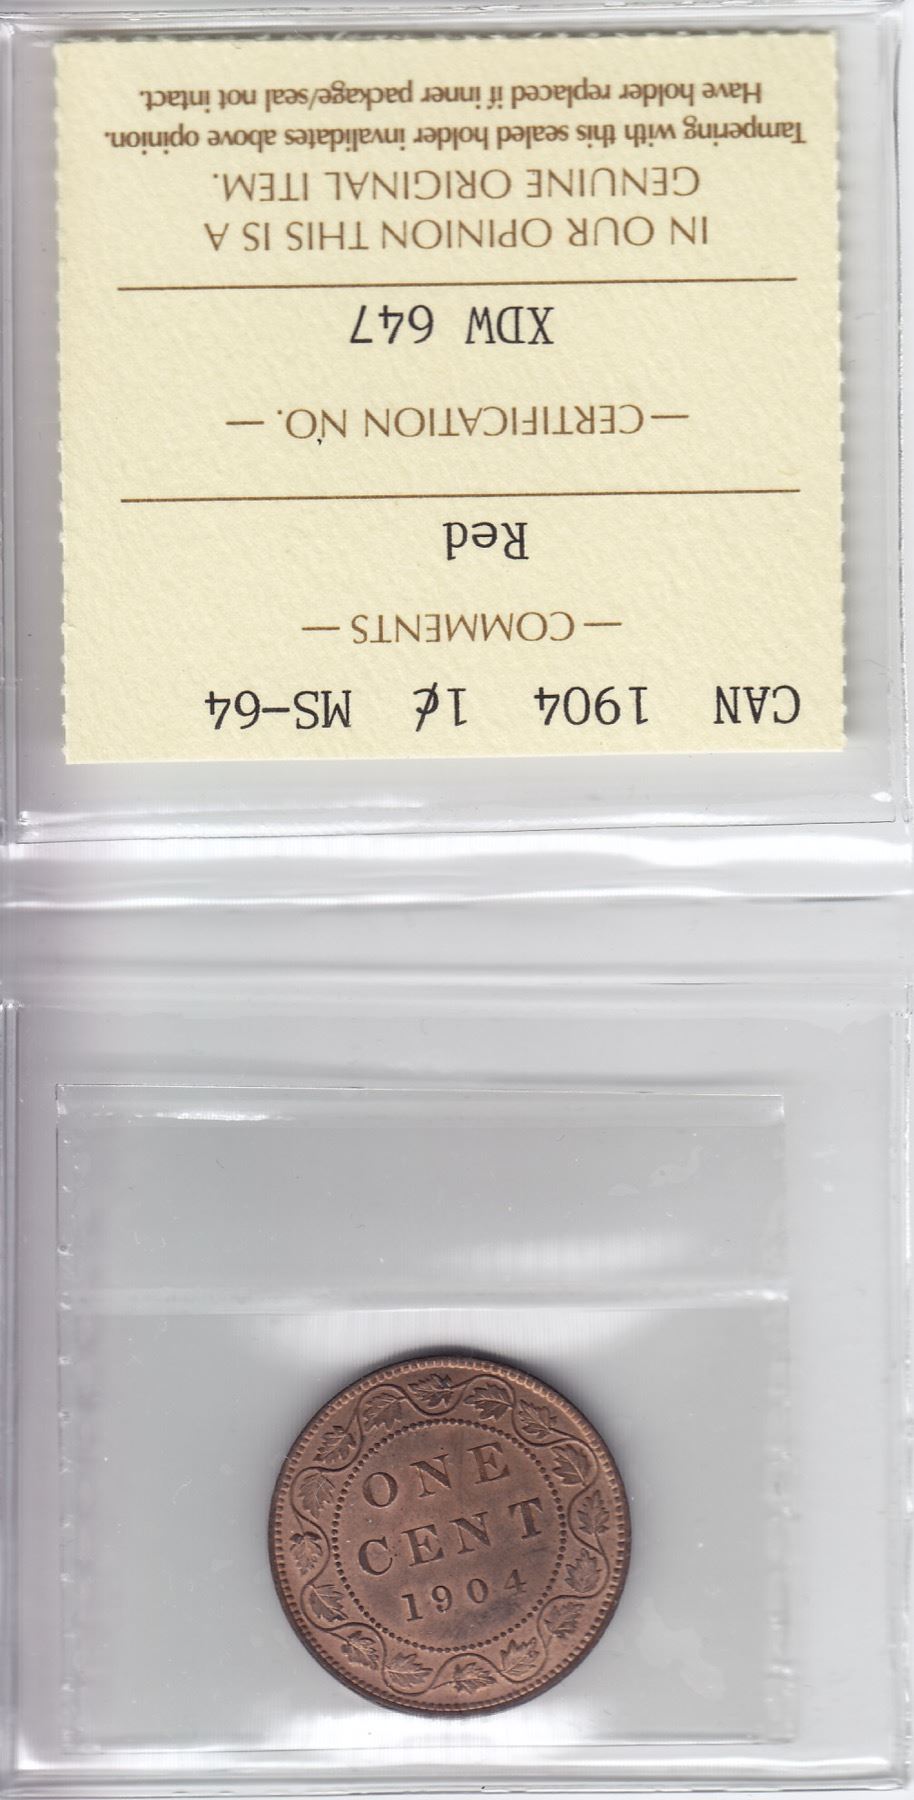 CAN 1904 1¢ MS-64
— COMMENTS —
Red
— CERTIFICATION NO. —
XDW 647
IN OUR OPINION THIS IS A
GENUINE ORIGINAL ITEM.
Tampering with this sealed holder invalidates above opinion.
Have holder replaced if inner package/seal not intact.
ONE
CENT
1904